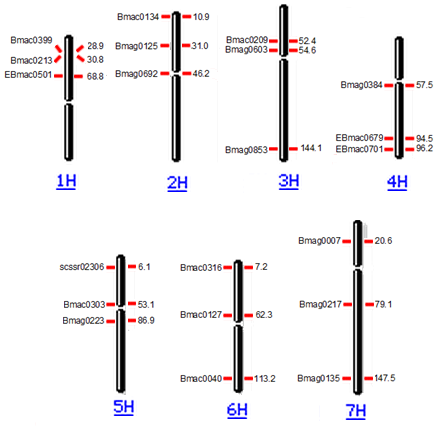 Bmac0399 28.9
Bmac0213 30.8
EBmac0501 68.8
1H
Bmac0134 10.9
Bmag0125 31.0
Bmag0692 46.2
2H
Bmac0209 52.4
Bmag0603 54.6
Bmag0853 144.1
3H
Bmag0384 57.5
EBmac0679 94.5
EBmac0701 96.2
4H
scssr02306 6.1
Bmac0303 53.1
Bmag0223 86.9
5H
Bmac0316 7.2
Bmac0127 62.3
Bmac0040 113.2
6H
Bmag0007 20.6
Bmag0217 79.1
Bmag0135 147.5
7H